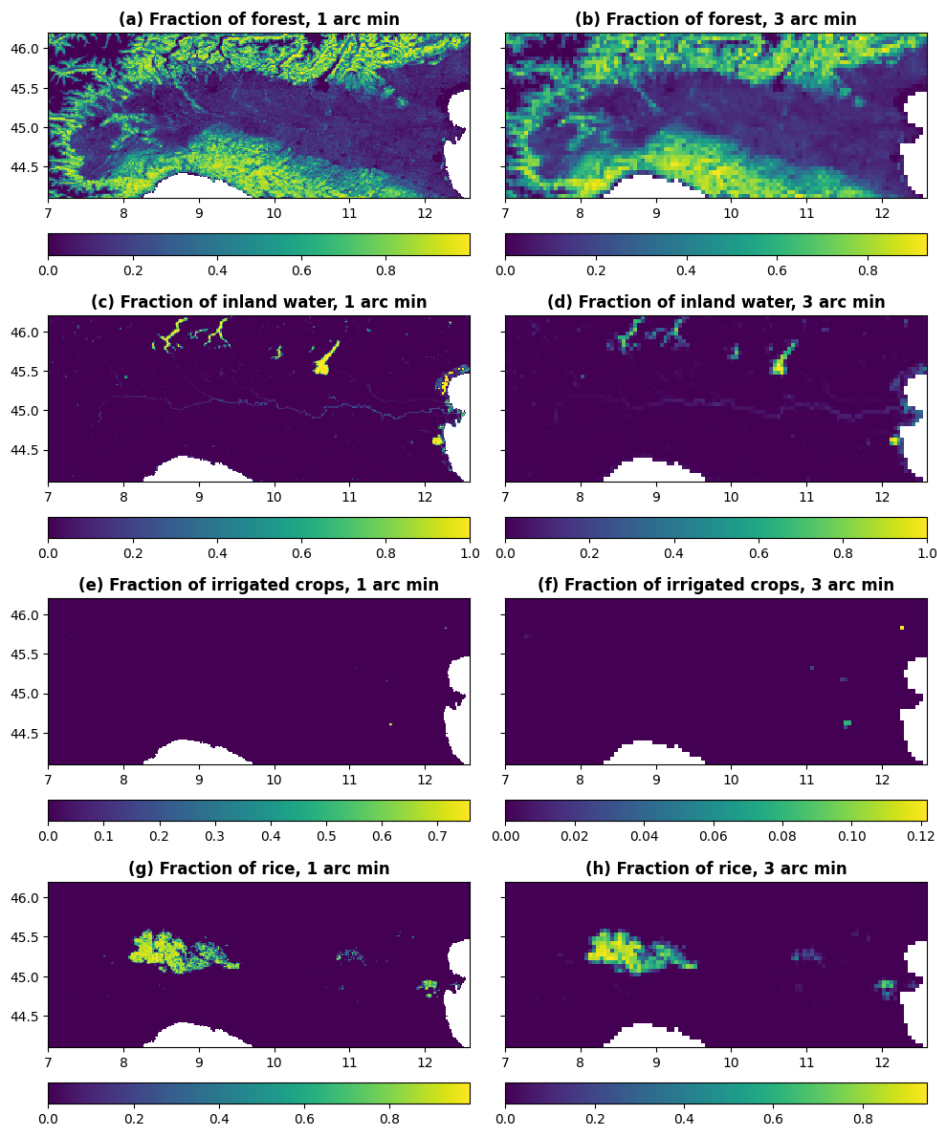 (a) Fraction of forest, 1 arc min
(b) Fraction of forest, 3 arc min
46.0
45.5
45.0
44.5
7 8 9 10 11 12
7 8 9 10 11 12
0.0 0.2 0.4 0.6 0.8
0.0 0.2 0.4 0.6 0.8
(c) Fraction of inland water, 1 arc min
(d) Fraction of inland water, 3 arc min
46.0
45.5
45.0
44.5
7 8 9 10 11 12
7 8 9 10 11 12
0.0 0.2 0.4 0.6 0.8 1.0
0.0 0.2 0.4 0.6 0.8 1.0
(e) Fraction of irrigated crops, 1 arc min
(f) Fraction of irrigated crops, 3 arc min
46.0
45.5
45.0
44.5
7 8 9 10 11 12
7 8 9 10 11 12
0.0 0.1 0.2 0.3 0.4 0.5 0.6 0.7
0.00 0.02 0.04 0.06 0.08 0.10 0.12
(g) Fraction of rice, 1 arc min
(h) Fraction of rice, 3 arc min
46.0
45.5
45.0
44.5
7 8 9 10 11 12
7 8 9 10 11 12
0.0 0.2 0.4 0.6 0.8
0.0 0.2 0.4 0.6 0.8